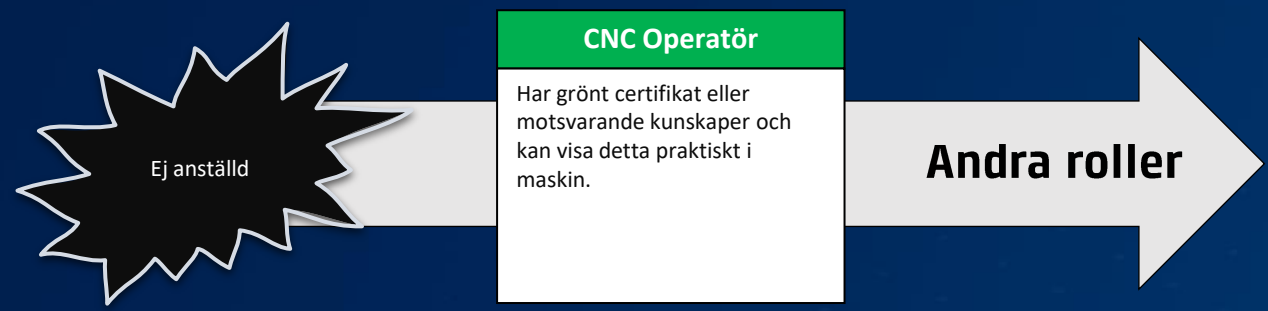 Ej anställd
CNC Operatör
Har grönt certifikat eller
motsvarande kunskaper och
kan visa detta praktiskt i
maskin.
Andra roller